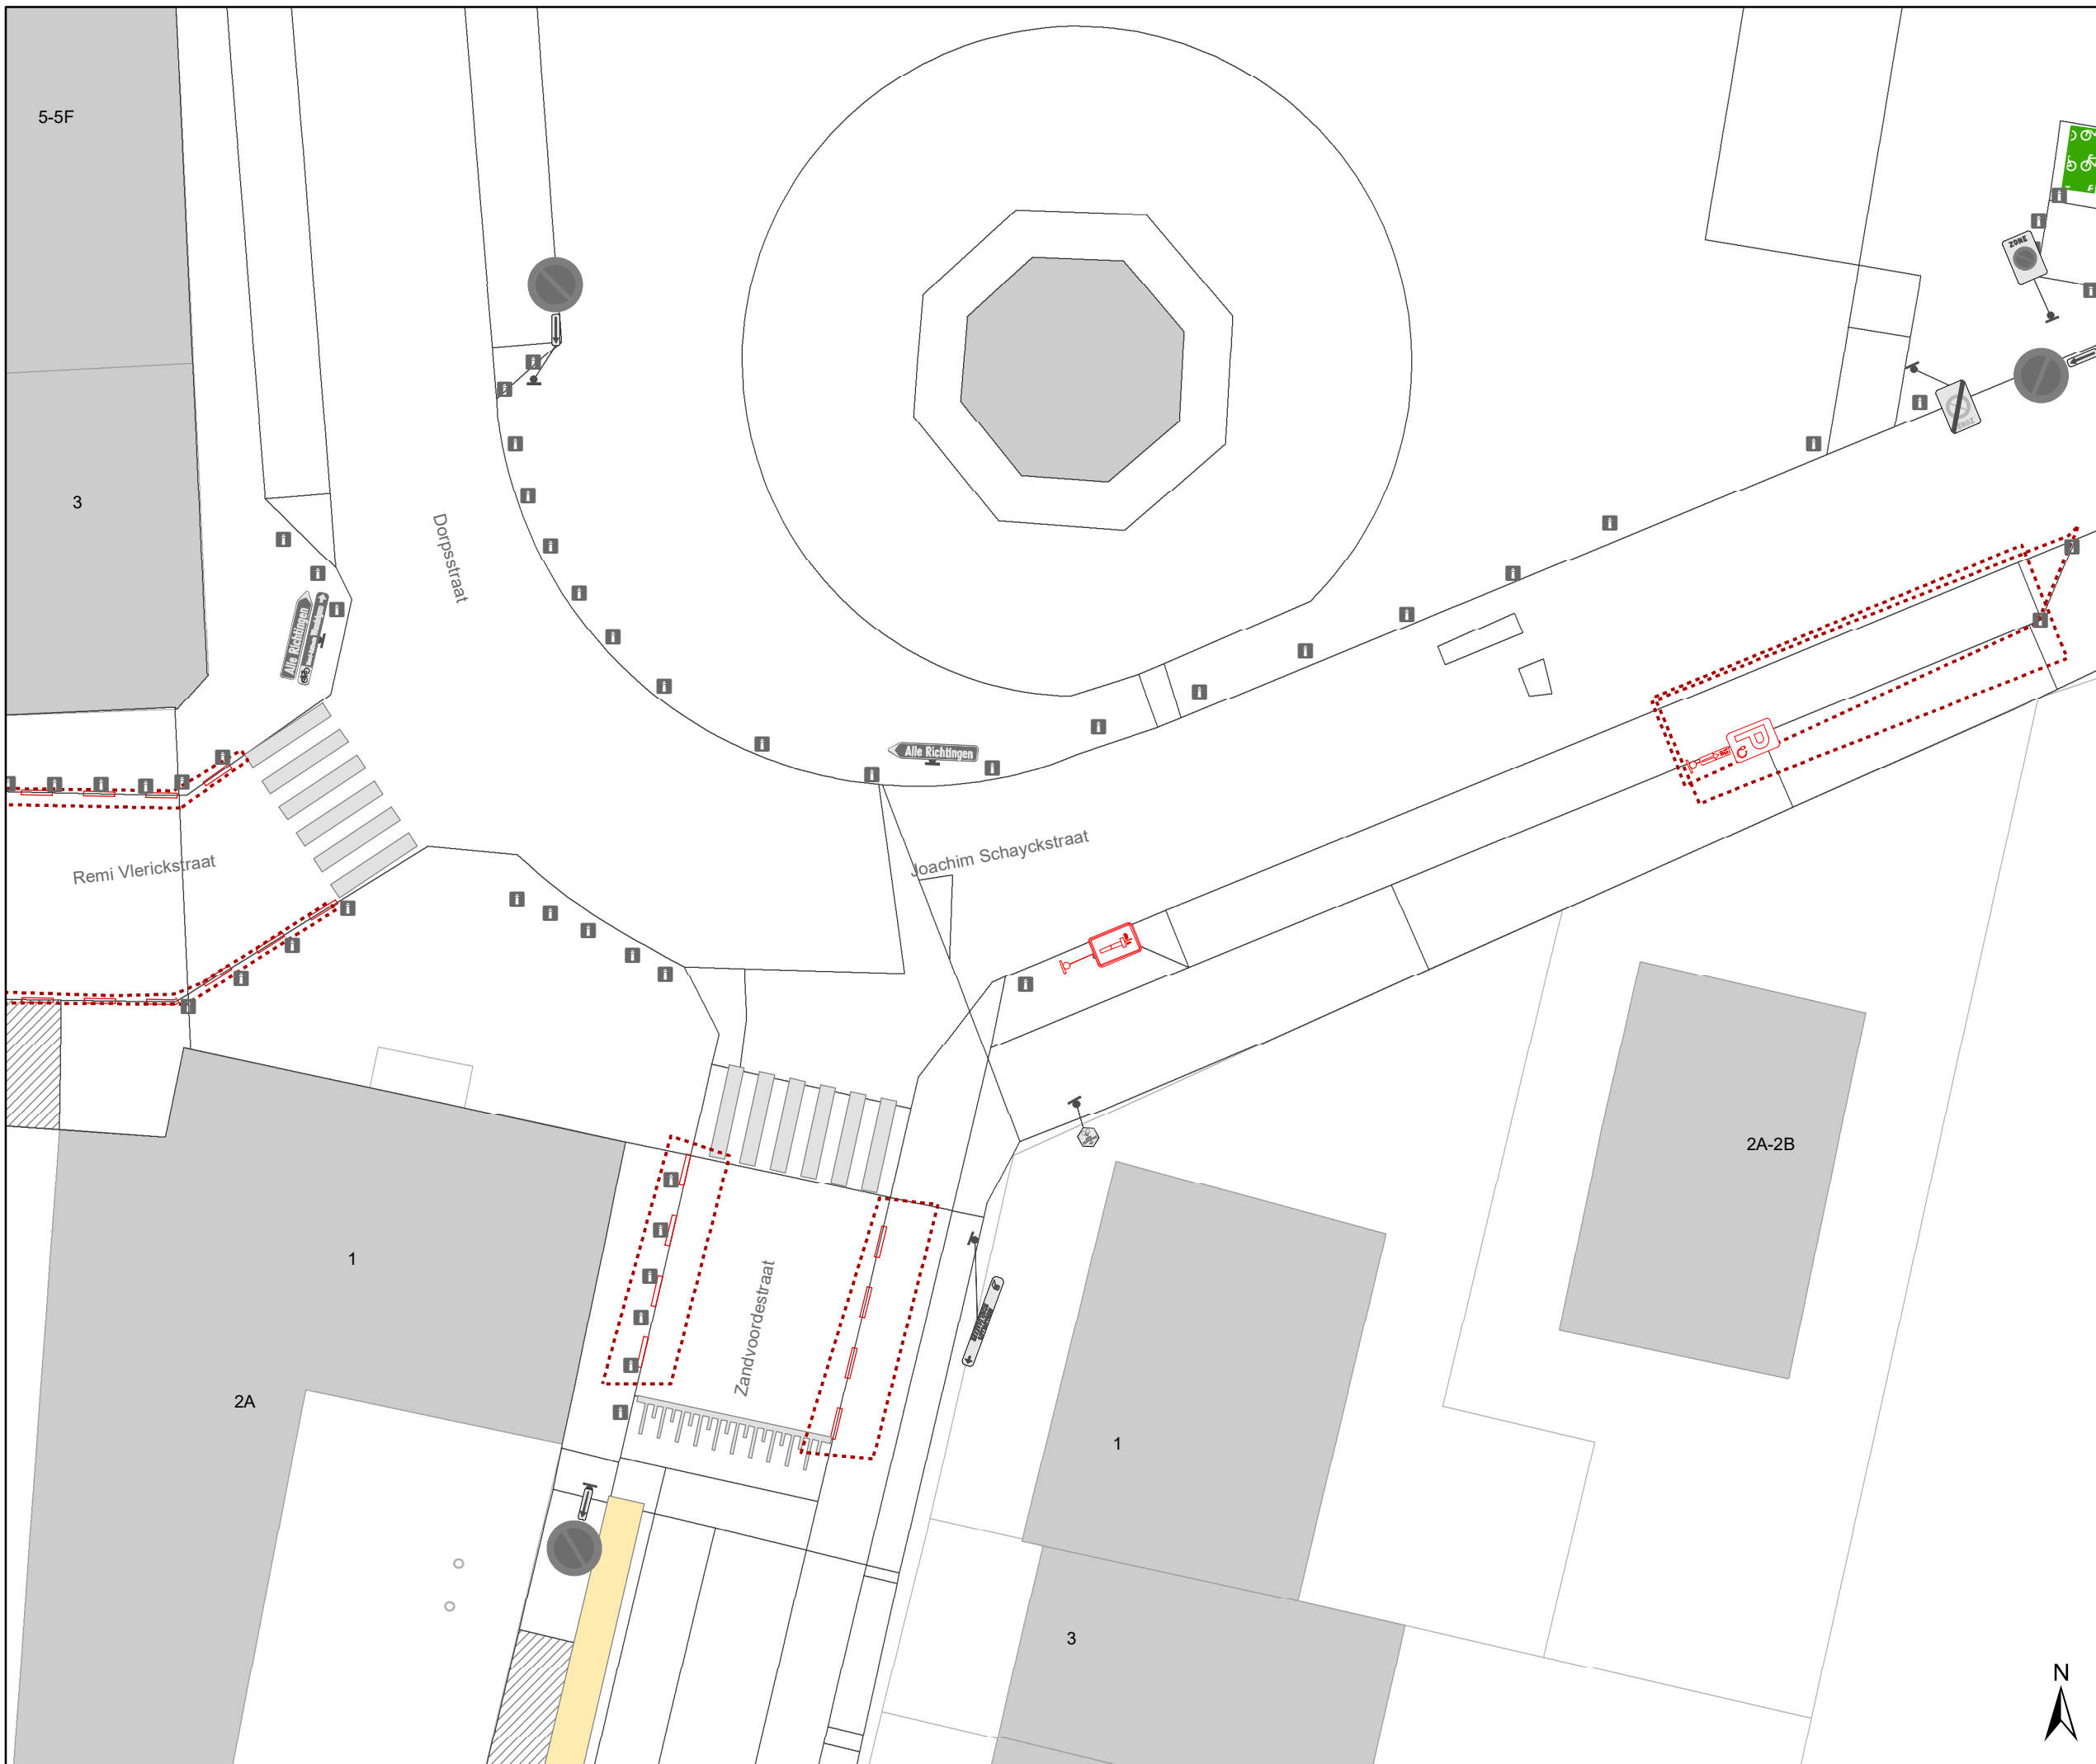 5-5F
ZONE
3
Dorpsstraat
Alle Richtingen
Alle Richtingen
P
Joachim Schayckstraat
Remi Vlerickstraat
2A-2B
1
Zandvoordestraat
2A
1
3
N